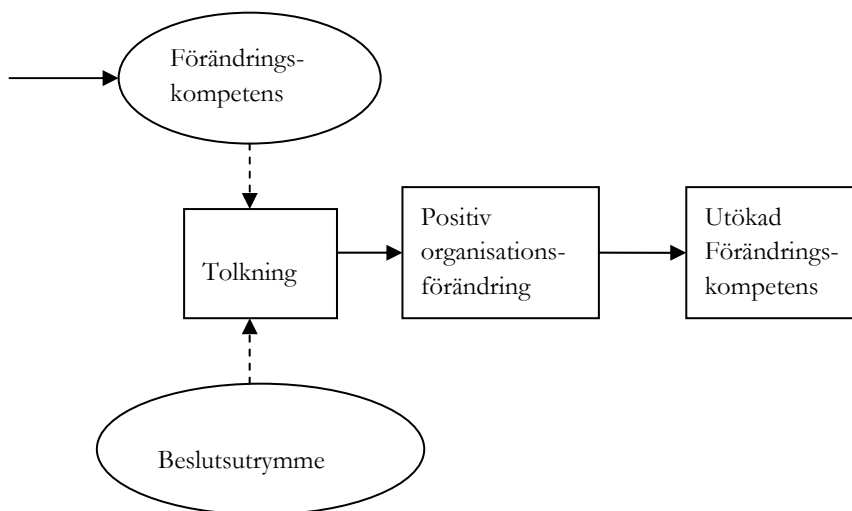 Förändrings-
kompetens
Tolkning
Positiv
organisations-
förändring
Utökad
Förändrings-
kompetens
Beslutsutrymme